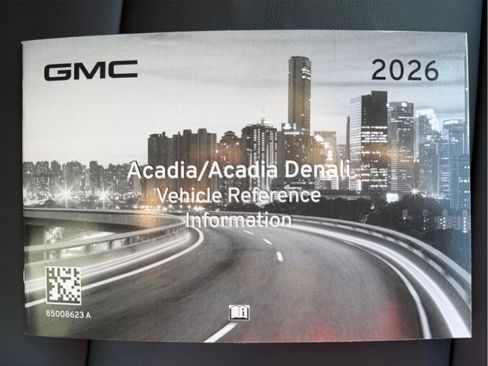 GMC 2026
Acadia/Acadia Denali
Vehicle Reference
Information
85008623 A